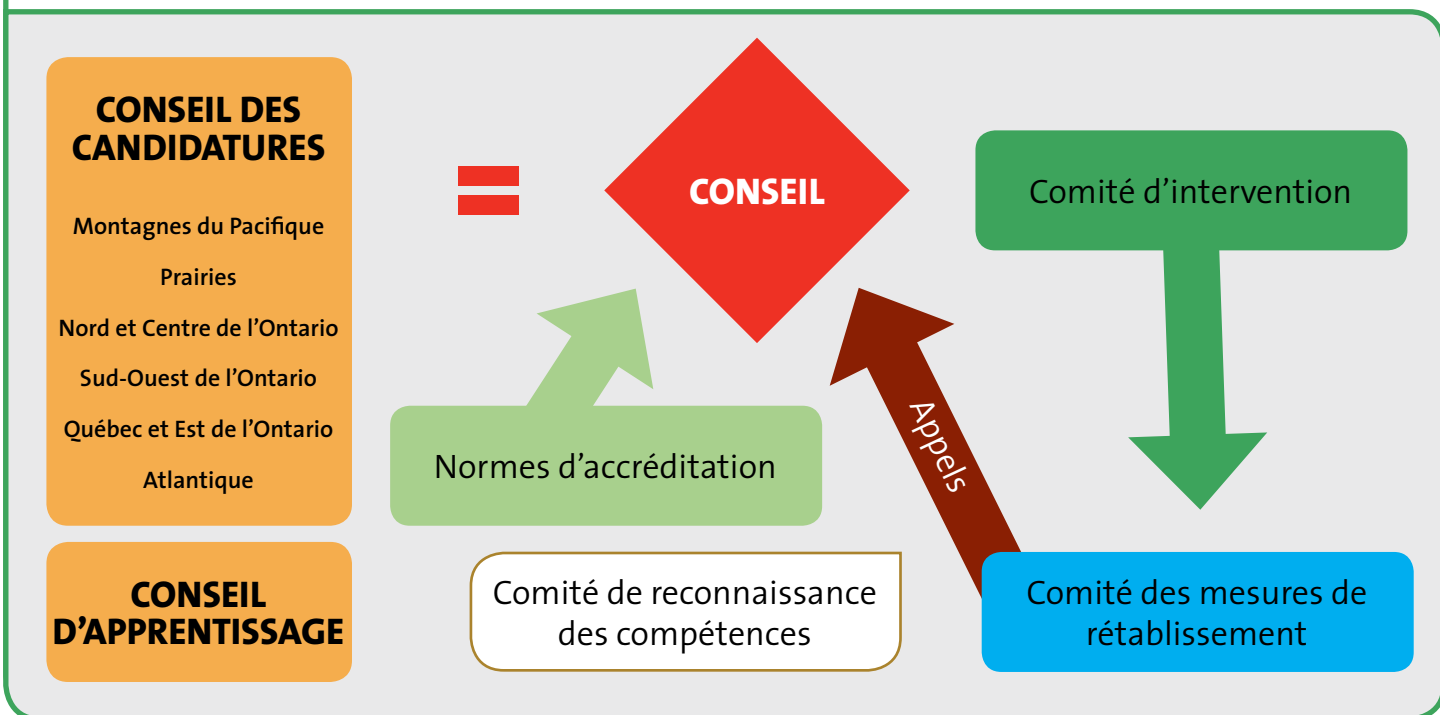 CONSEIL DES
CANDIDATURES
Montagnes du Pacifique
Prairies
Nord et Centre de l'Ontario
Sud-Ouest de l'Ontario
Québec et Est de l'Ontario
Atlantique
CONSEIL
D'APPRENTISSAGE
=
CONSEIL
Comité d'intervention
Normes d'accréditation
Appels
Comité de reconnaissance
des compétences
Comité des mesures de
rétablissement